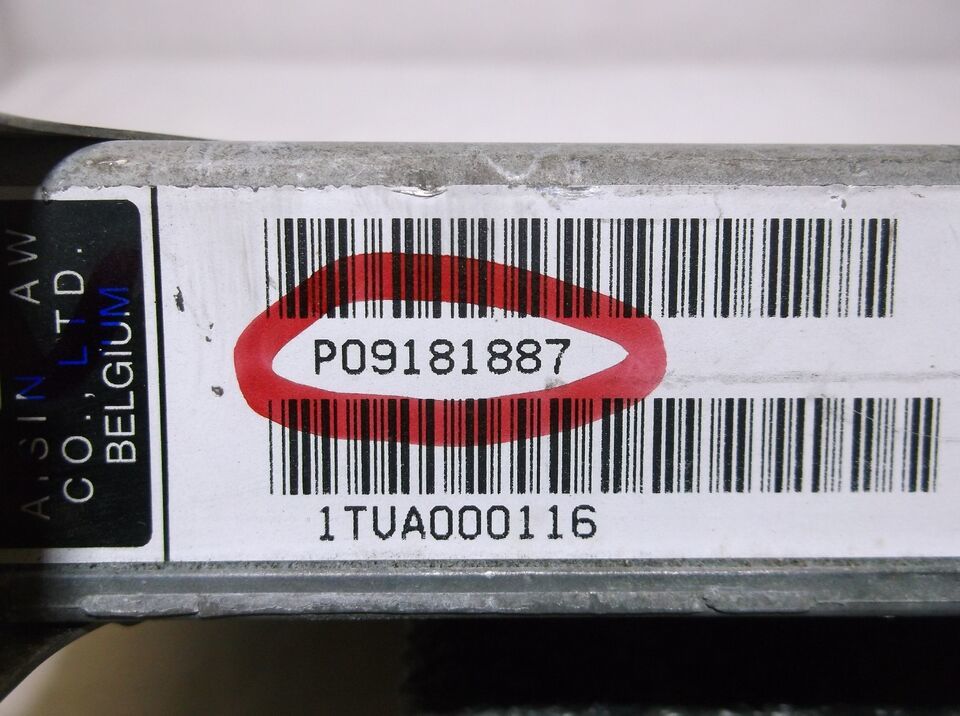 AISIN AW
CO., LTD.
BELGIUM
P09181887
1TVA000116